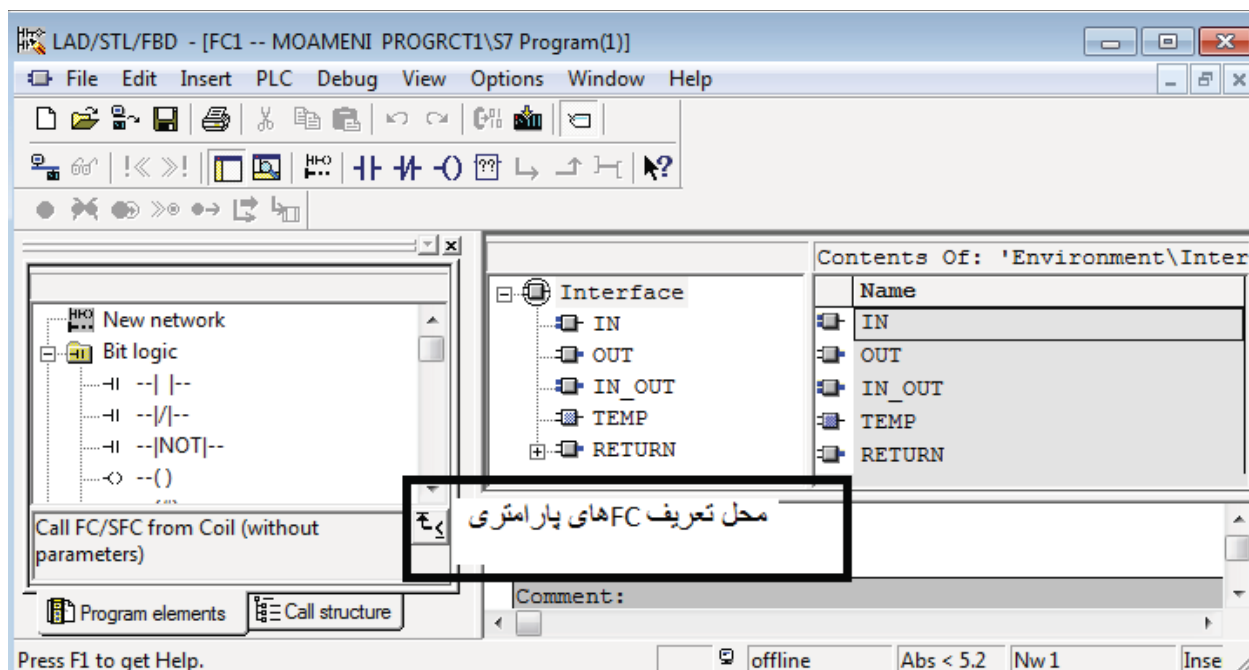 LAD/STL/FBD - [FC1 -- MOAMENI PROGRCT1\S7 Program(1)]
File Edit Insert PLC Debug View Options Window Help
Contents Of: 'Environment\Inter
Name
Interface
IN
OUT
IN_OUT
TEMP
RETURN
IN
OUT
IN_OUT
TEMP
RETURN
New network
Bit logic
--| |--
--|/|--
--|NOT|--
--( )
Call FC/SFC from Coil (without
parameters)
محل تعریف FCهای پارامتری
Comment:
Program elements Call structure
Press F1 to get Help. offline Abs < 5.2 Nw 1 Inse